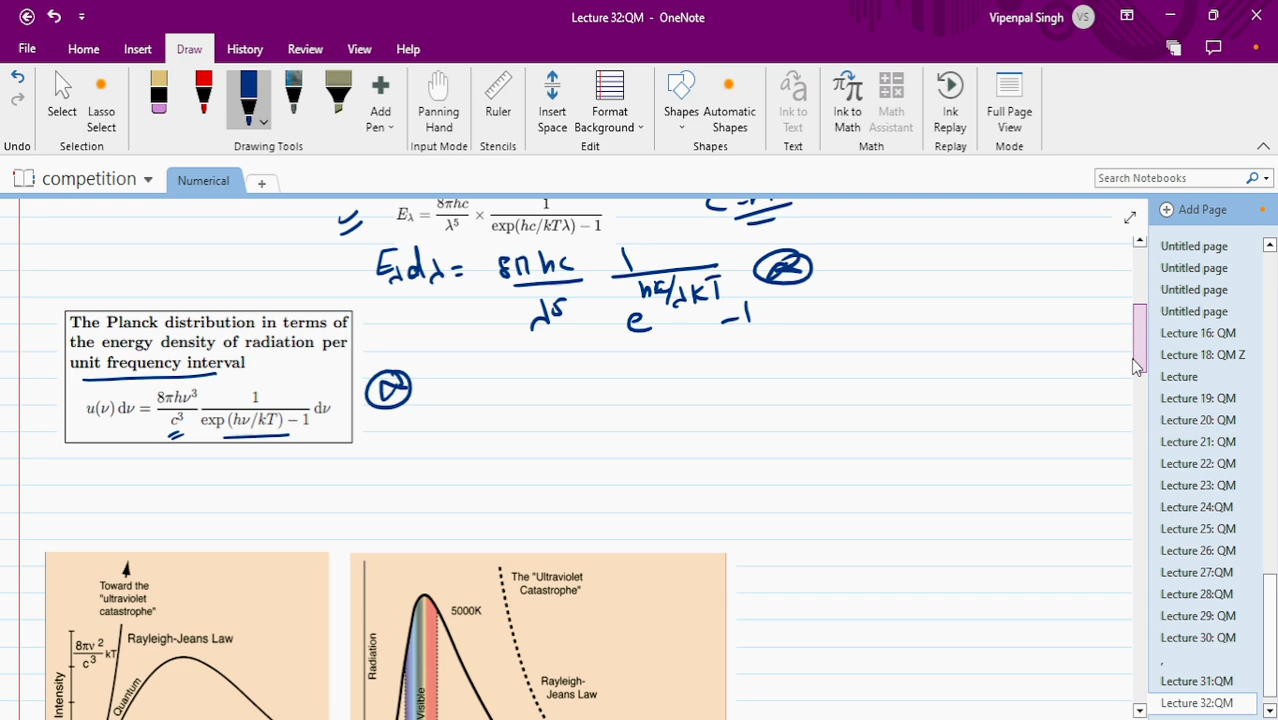 Lecture 32:QM - OneNote
Vipenpal Singh VS
File Home Insert Draw History Review View Help
Undo
Select
Lasso Select
Add Pen
Panning Hand
Ruler
Insert Space
Format Background
Shapes
Automatic Shapes
Ink to Text
Ink to Math
Math Assistant
Ink Replay
Full Page View
Selection Drawing Tools Input Mode Stencils Edit Shapes Text Math Replay Mode
competition Numerical + Search Notebooks
Add Page
Untitled page
Untitled page
Untitled page
Untitled page
Lecture 16: QM
Lecture 18: QM Z
Lecture
Lecture 19: QM
Lecture 20: QM
Lecture 21: QM
Lecture 22: QM
Lecture 23: QM
Lecture 24:QM
Lecture 25: QM
Lecture 26: QM
Lecture 27:QM
Lecture 28:QM
Lecture 29: QM
Lecture 30: QM
,
Lecture 31:QM
Lecture 32:QM
E_λ = 8πhc/λ⁵ × 1/(exp(hc/kTλ) − 1)
E_λ dλ = 8πhc/λ⁵ 1/(e^(hc/λkT) −1)
The Planck distribution in terms of
the energy density of radiation per
unit frequency interval
u(ν) dν = 8πhν³/c³ 1/(exp (hν/kT) − 1) dν
Toward the
"ultraviolet
catastrophe"
Rayleigh-Jeans Law
8πν²/c³ kT
Quantum
Intensity
The "Ultraviolet
Catastrophe"
5000K
Radiation
Visible
Rayleigh-
Jeans Law